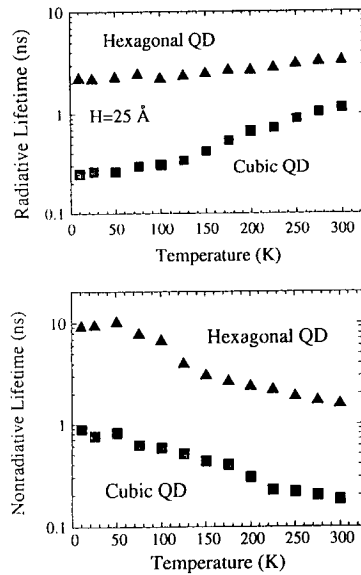 Radiative Lifetime (ns)
10
1
0.1
Hexagonal QD
H=25 Å
Cubic QD
0 50 100 150 200 250 300
Temperature (K)
Nonradiative Lifetime (ns)
10
1
0.1
Hexagonal QD
Cubic QD
0 50 100 150 200 250 300
Temperature (K)